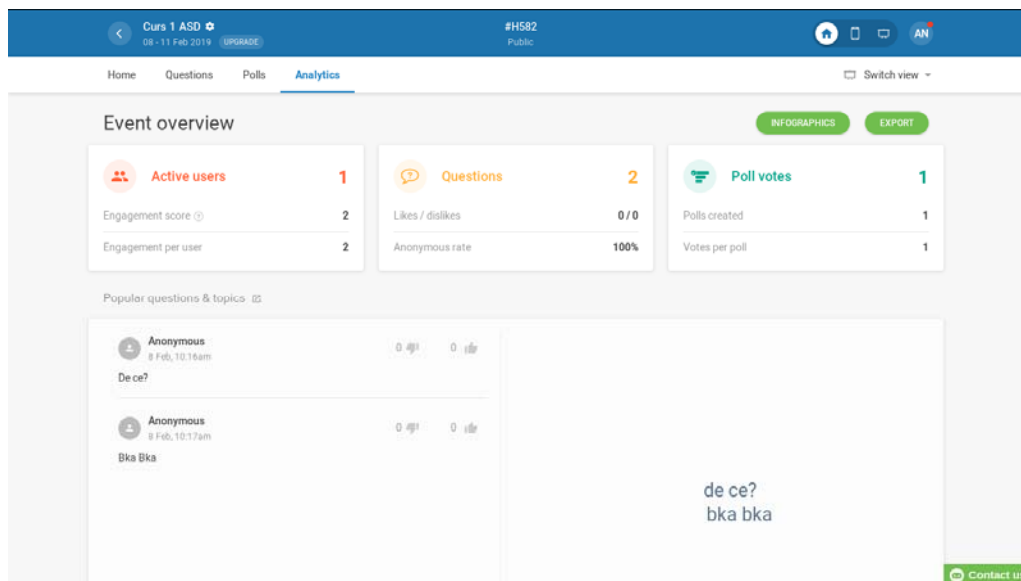 Curs 1 ASD
#H582
08 - 11 Feb 2019 UPGRADE
Public
AN
Home Questions Polls Analytics
Switch view
Event overview
INFOGRAPHICS EXPORT
Active users 1
Engagement score 2
Engagement per user 2
Questions 2
Likes / dislikes 0 / 0
Anonymous rate 100%
Poll votes 1
Polls created 1
Votes per poll 1
Popular questions & topics
Anonymous
8 Feb, 10:16am
0 0
De ce?
Anonymous
8 Feb, 10:17am
0 0
Bka Bka
de ce?
bka bka
Contact us